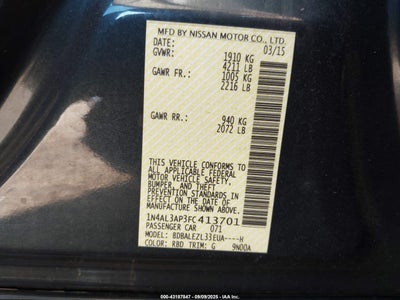 MFD BY NISSAN MOTOR CO., LTD.
DATE: 03/15
GVWR: 1910 KG
4211 LB
GAWR FR: 1005 KG
2216 LB
GAWR RR: 940 KG
2072 LB
THIS VEHICLE CONFORMS TO
ALL APPLICABLE FEDERAL
MOTOR VEHICLE SAFETY,
BUMPER, AND THEFT
PREVENTION STANDARDS IN
EFFECT ON THE DATE OF
MANUFACTURE SHOWN ABOVE.
1N4AL3AP3FC413701
PASSENGER CAR 071
MODEL: BDBALEZL33EUA----H
COLOR: RBD TRIM: G 9N00A
ID: 43187847 - 09/09/2025 - IMAGE